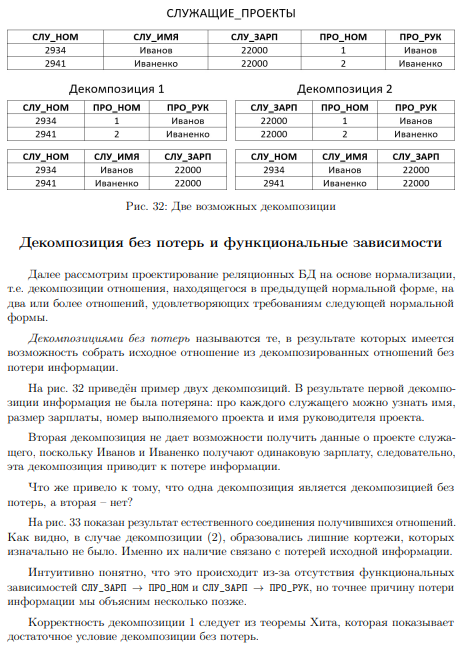 СЛУЖАЩИЕ_ПРОЕКТЫ
СЛУ_НОМ СЛУ_ИМЯ СЛУ_ЗАРП ПРО_НОМ ПРО_РУК
2934 Иванов 22000 1 Иванов
2941 Иваненко 22000 2 Иваненко
Декомпозиция 1 Декомпозиция 2
СЛУ_НОМ ПРО_НОМ ПРО_РУК СЛУ_ЗАРП ПРО_НОМ ПРО_РУК
2934 1 Иванов 22000 1 Иванов
2941 2 Иваненко 22000 2 Иваненко
СЛУ_НОМ СЛУ_ИМЯ СЛУ_ЗАРП СЛУ_НОМ СЛУ_ИМЯ СЛУ_ЗАРП
2934 Иванов 22000 2934 Иванов 22000
2941 Иваненко 22000 2941 Иваненко 22000
Рис. 32: Две возможных декомпозиции
Декомпозиция без потерь и функциональные зависимости
Далее рассмотрим проектирование реляционных БД на основе нормализации,
т.е. декомпозиции отношения, находящегося в предыдущей нормальной форме, на
два или более отношений, удовлетворяющих требованиям следующей нормальной
формы.
Декомпозициями без потерь называются те, в результате которых имеется
возможность собрать исходное отношение из декомпозированных отношений без
потери информации.
На рис. 32 приведён пример двух декомпозиций. В результате первой декомпо-
зиции информация не была потеряна: про каждого служащего можно узнать имя,
размер зарплаты, номер выполняемого проекта и имя руководителя проекта.
Вторая декомпозиция не дает возможности получить данные о проекте служа-
щего, поскольку Иванов и Иваненко получают одинаковую зарплату, следовательно,
эта декомпозиция приводит к потере информации.
Что же привело к тому, что одна декомпозиция является декомпозицией без
потерь, а вторая – нет?
На рис. 33 показан результат естественного соединения получившихся отношений.
Как видно, в случае декомпозиции (2), образовались лишние кортежи, которых
изначально не было. Именно их наличие связано с потерей исходной информации.
Интуитивно понятно, что это происходит из-за отсутствия функциональных
зависимостей СЛУ_ЗАРП → ПРО_НОМ и СЛУ_ЗАРП → ПРО_РУК, но точнее причину потери
информации мы объясним несколько позже.
Корректность декомпозиции 1 следует из теоремы Хита, которая показывает
достаточное условие декомпозиции без потерь.